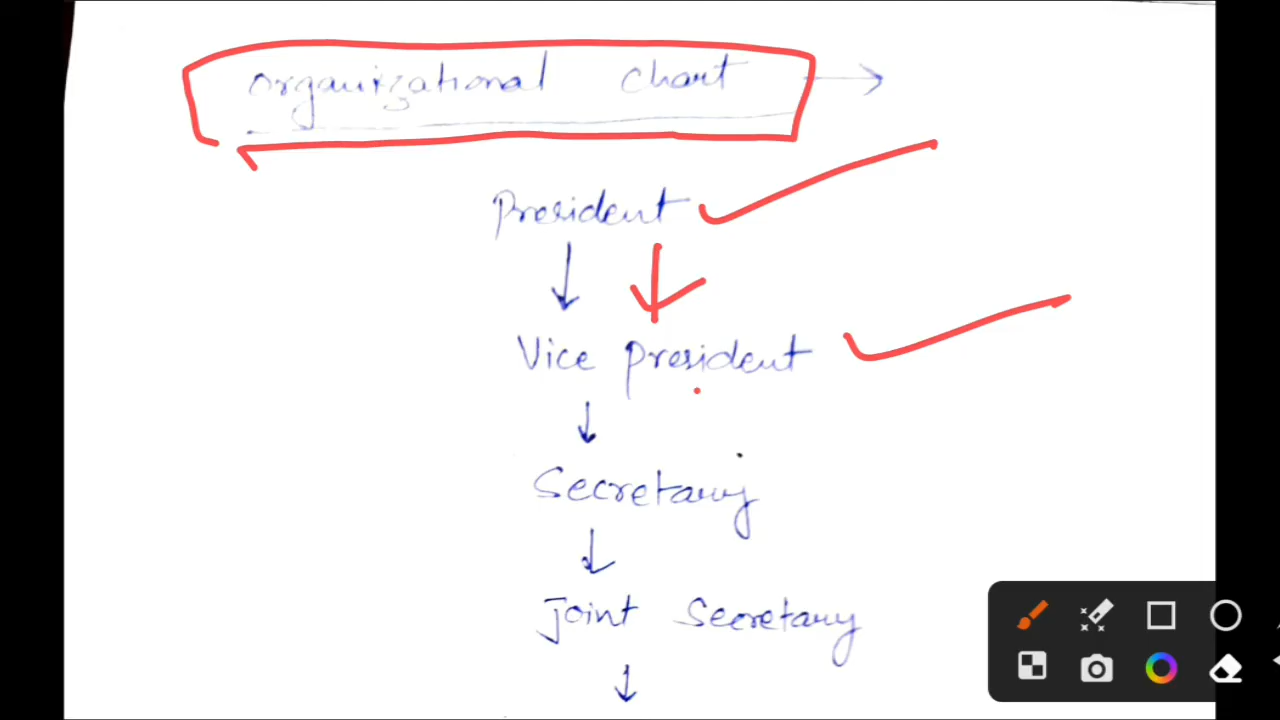 organizational chart →
President
↓ ↓
Vice president
↓
Secretary
↓
Joint Secretary
↓